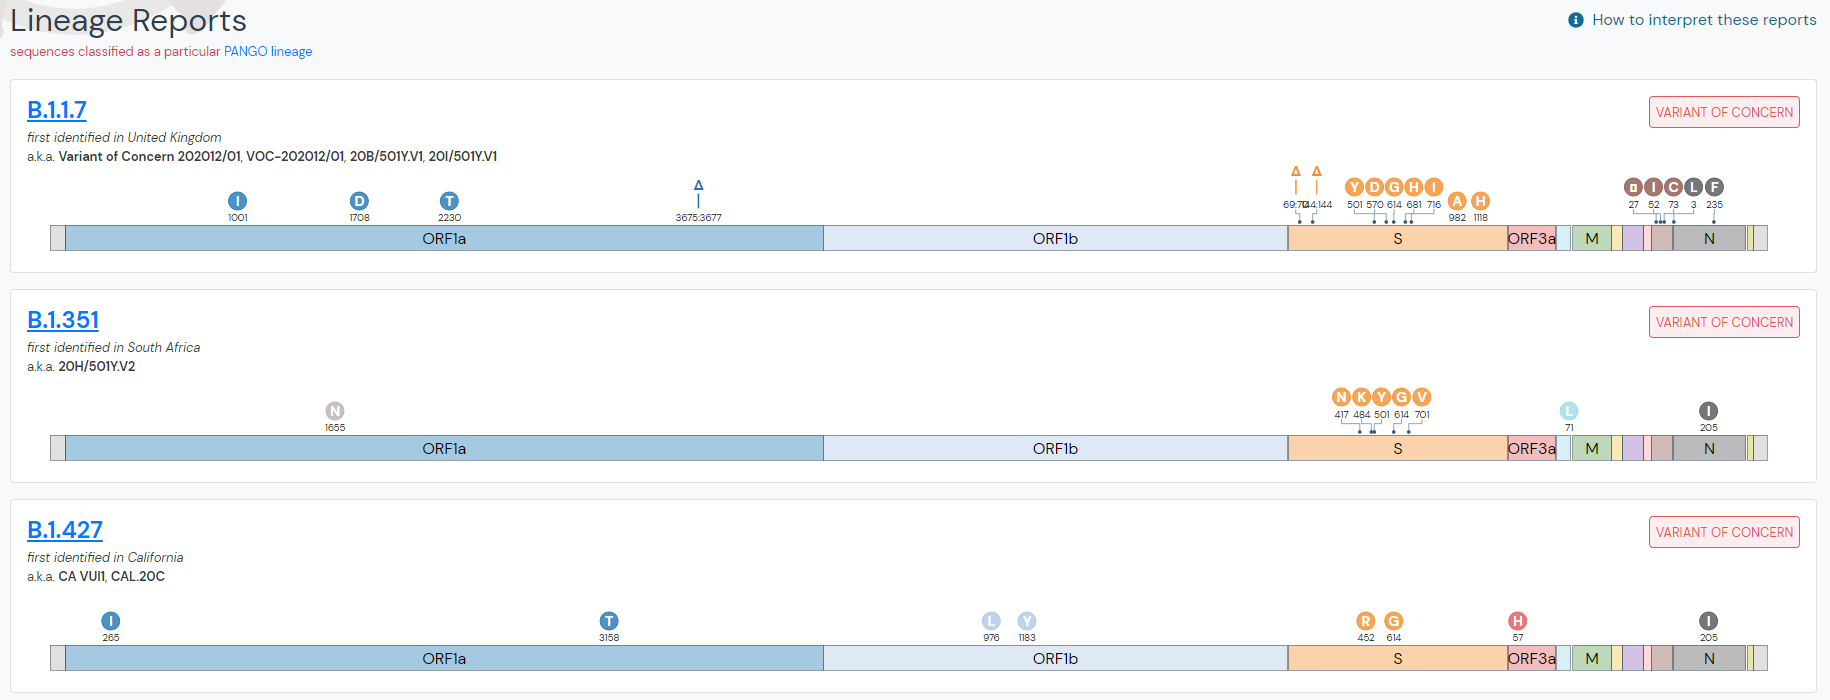 Lineage Reports
How to interpret these reports
sequences classified as a particular PANGO lineage
B.1.1.7
VARIANT OF CONCERN
first identified in United Kingdom
a.k.a. Variant of Concern 202012/01, VOC-202012/01, 20B/501Y.V1, 20I/501Y.V1
Δ Δ
I D T Δ Y D G H I A H I C L F
1001 1708 2230 3675:3677 144:144 501 570 614 681 716 982 1118 27 52 73 3 235
ORF1a ORF1b S ORF3a M N
B.1.351
VARIANT OF CONCERN
first identified in South Africa
a.k.a. 20H/501Y.V2
N K Y G V
N 417 484 501 614 701 L I
1655 71 205
ORF1a ORF1b S ORF3a M N
B.1.427
VARIANT OF CONCERN
first identified in California
a.k.a. CA VUI1, CAL.20C
I T L Y R G H I
265 3158 976 1183 452 614 57 205
ORF1a ORF1b S ORF3a M N